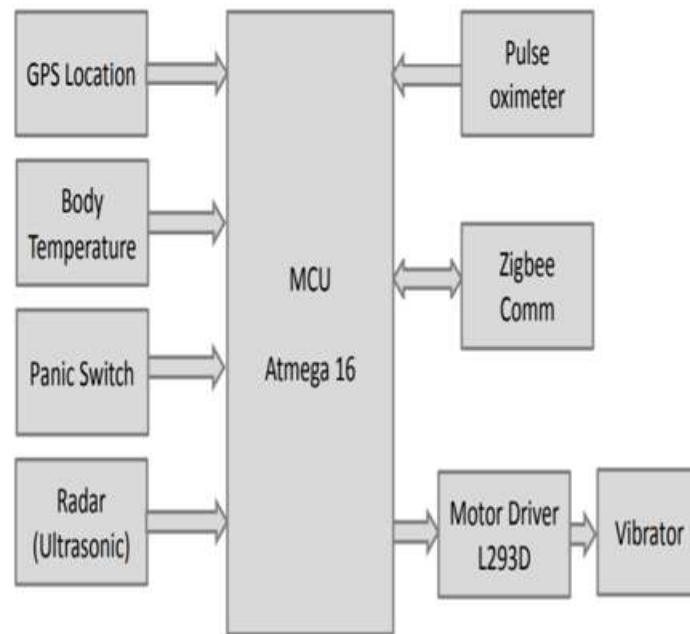 GPS Location
Body
Temperature
Panic Switch
Radar
(Ultrasonic)
MCU
Atmega 16
Pulse
oximeter
Zigbee
Comm
Motor Driver
L293D
Vibrator